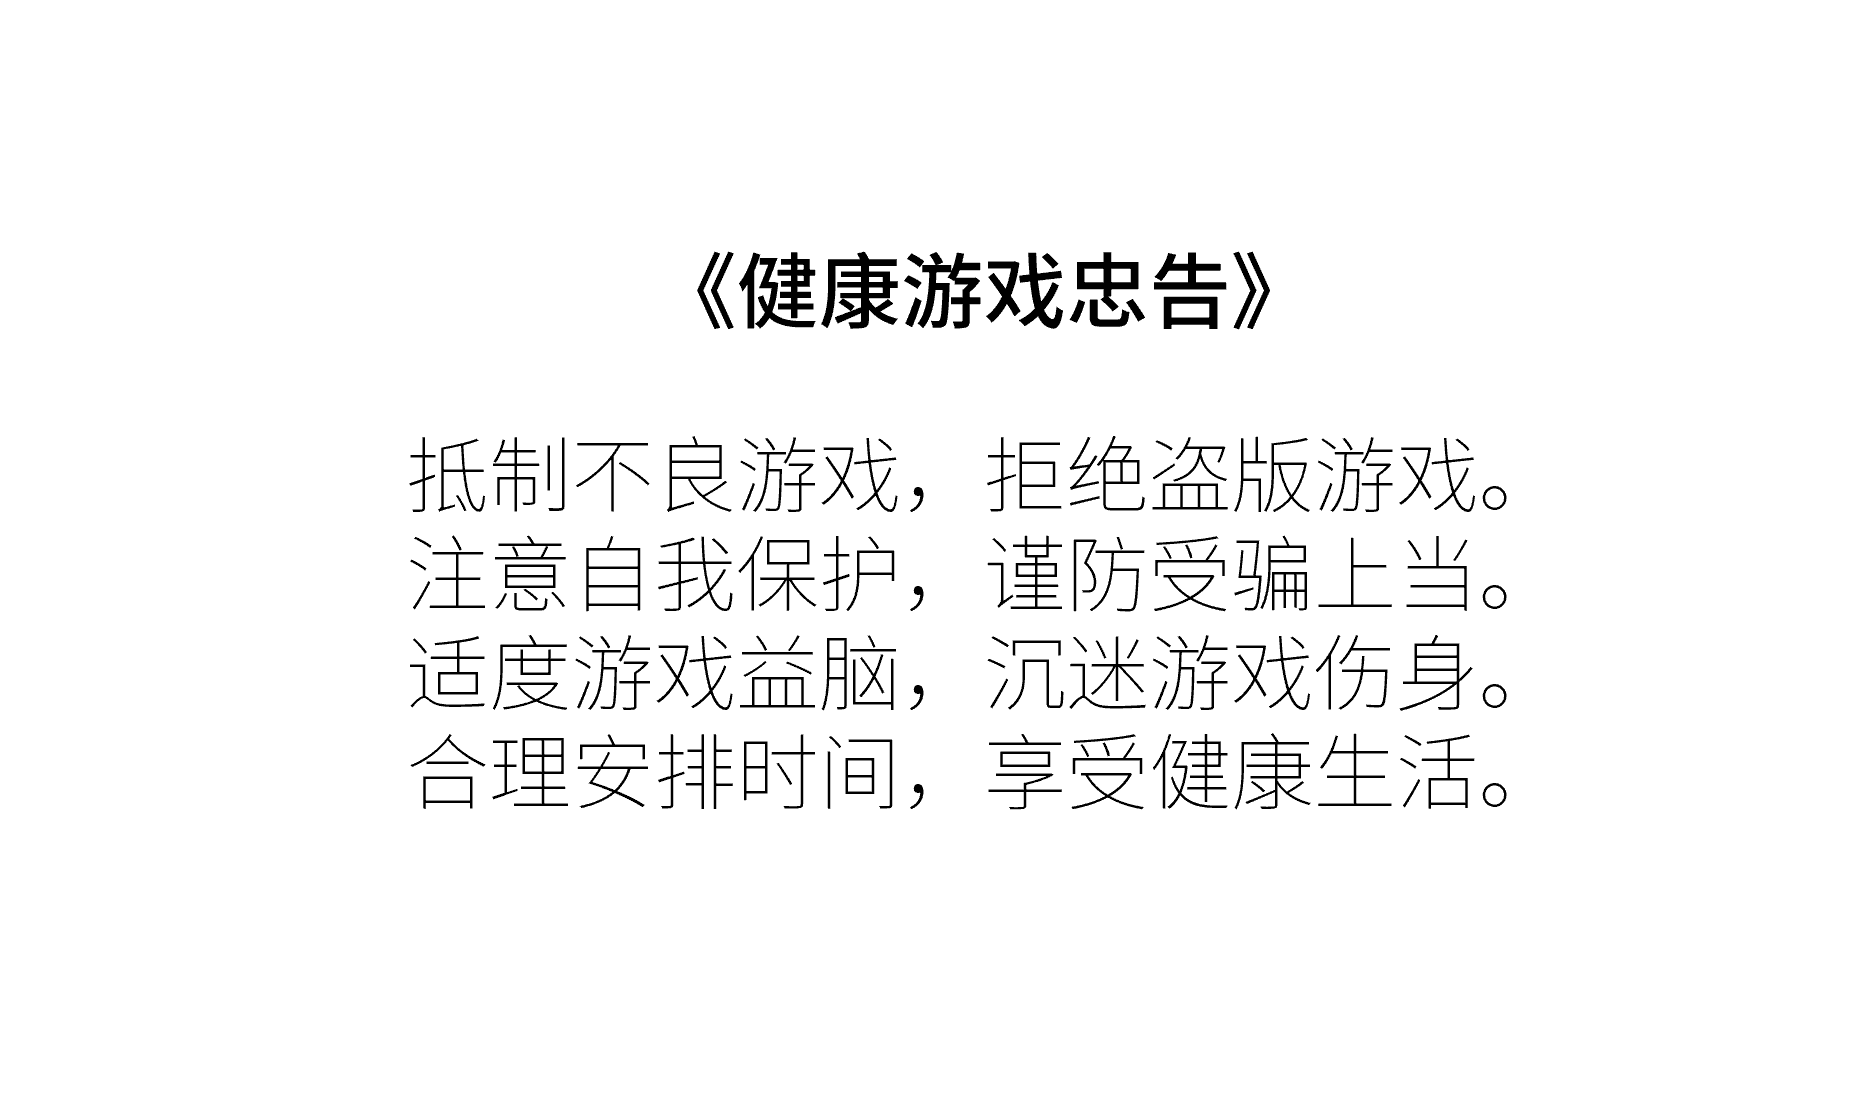 《健康游戏忠告》
抵制不良游戏，拒绝盗版游戏。
注意自我保护，谨防受骗上当。
适度游戏益脑，沉迷游戏伤身。
合理安排时间，享受健康生活。